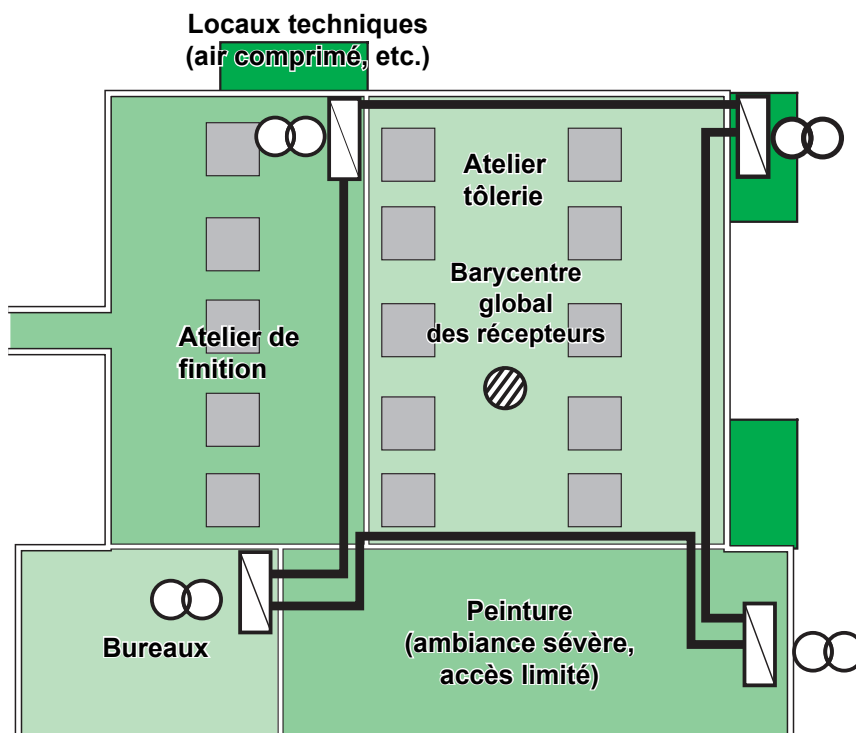 Locaux techniques
(air comprimé, etc.)
Atelier
tôlerie
Barycentre
global
des récepteurs
Atelier de
finition
Peinture
(ambiance sévère,
accès limité)
Bureaux